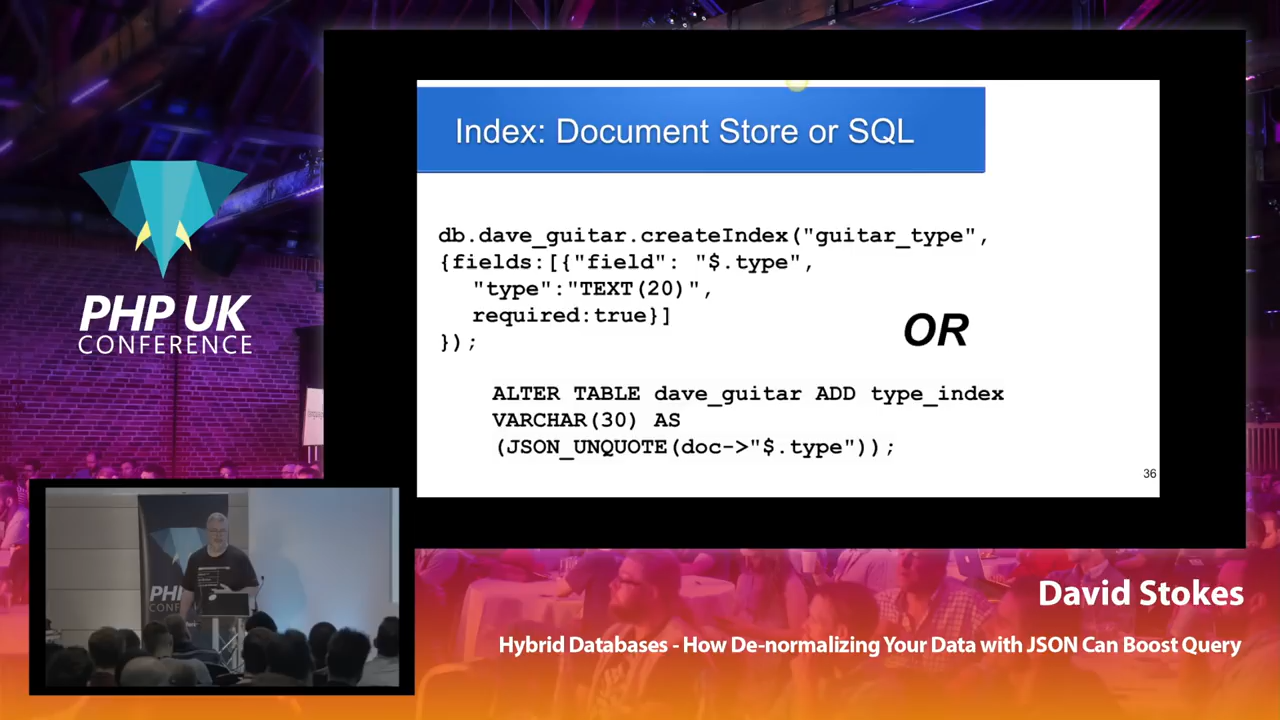 Index: Document Store or SQL
db.dave_guitar.createIndex("guitar_type",
{fields:[{"field": "$.type",
"type":"TEXT(20)",
required:true}]
});
OR
ALTER TABLE dave_guitar ADD type_index
VARCHAR(30) AS
(JSON_UNQUOTE(doc->"$.type"));
36
PHP UK
CONFERENCE
David Stokes
Hybrid Databases - How De-normalizing Your Data with JSON Can Boost Query